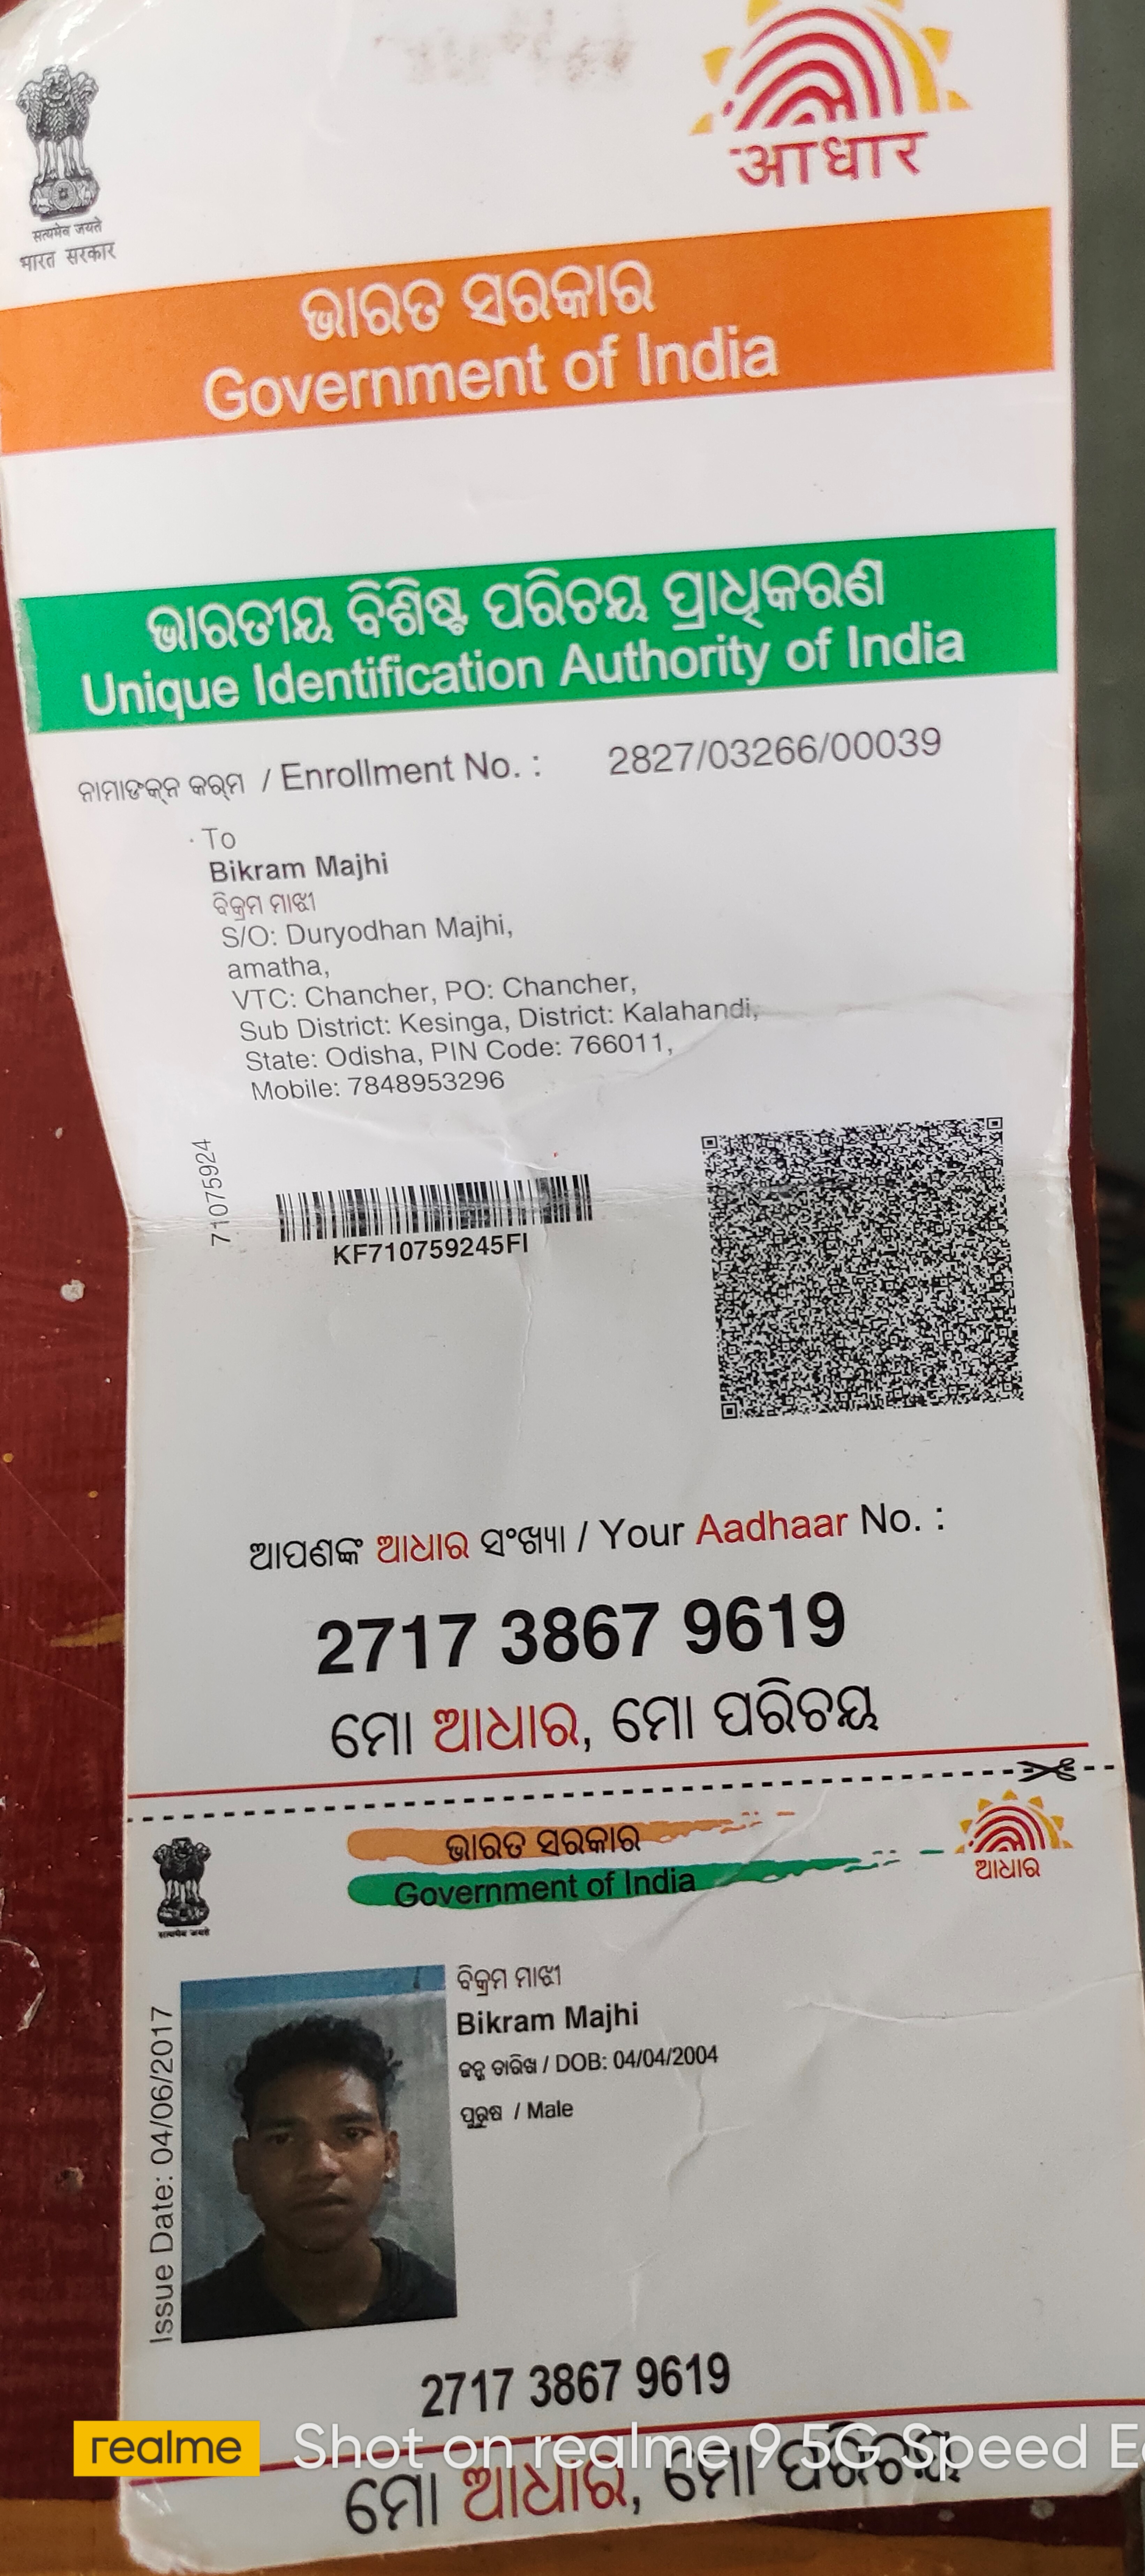 सत्यमेव जयते
भारत सरकार
आधार
ଭାରତ ସରକାର
Government of India
ଭାରତୀୟ ବିଶିଷ୍ଟ ପରିଚୟ ପ୍ରାଧିକରଣ
Unique Identification Authority of India
ନାମାଙ୍କନ କ୍ରମ / Enrollment No. : 2827/03266/00039
To
Bikram Majhi
ବିକ୍ରମ ମାଝୀ
S/O: Duryodhan Majhi,
amatha,
VTC: Chancher, PO: Chancher,
Sub District: Kesinga, District: Kalahandi,
State: Odisha, PIN Code: 766011,
Mobile: 7848953296
71075924
KF710759245FI
ଆପଣଙ୍କ ଆଧାର ସଂଖ୍ୟା / Your Aadhaar No. :
2717 3867 9619
ମୋ ଆଧାର, ମୋ ପରିଚୟ
ଭାରତ ସରକାର
Government of India
ଆଧାର
सत्यमेव जयते
Issue Date: 04/06/2017
ବିକ୍ରମ ମାଝୀ
Bikram Majhi
ଜନ୍ମ ତାରିଖ / DOB: 04/04/2004
ପୁରୁଷ / Male
2717 3867 9619
realme Shot on realme 9 5G Speed
ମୋ ଆଧାର, ମୋ ପରିଚୟ